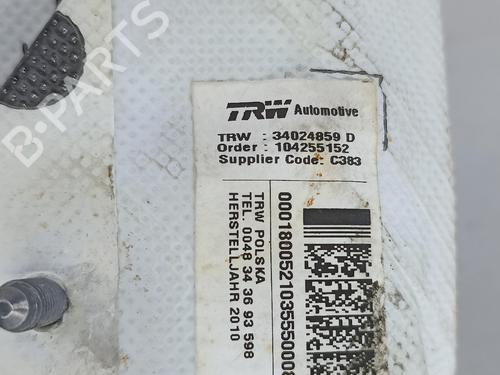 TRW Automotive
TRW : 34024859 D
Order : 104255152
Supplier Code: C383
TRW POLSKA
TEL. 0048 34 36 93 598
HERSTELLJAHR 2010
B-PARTS